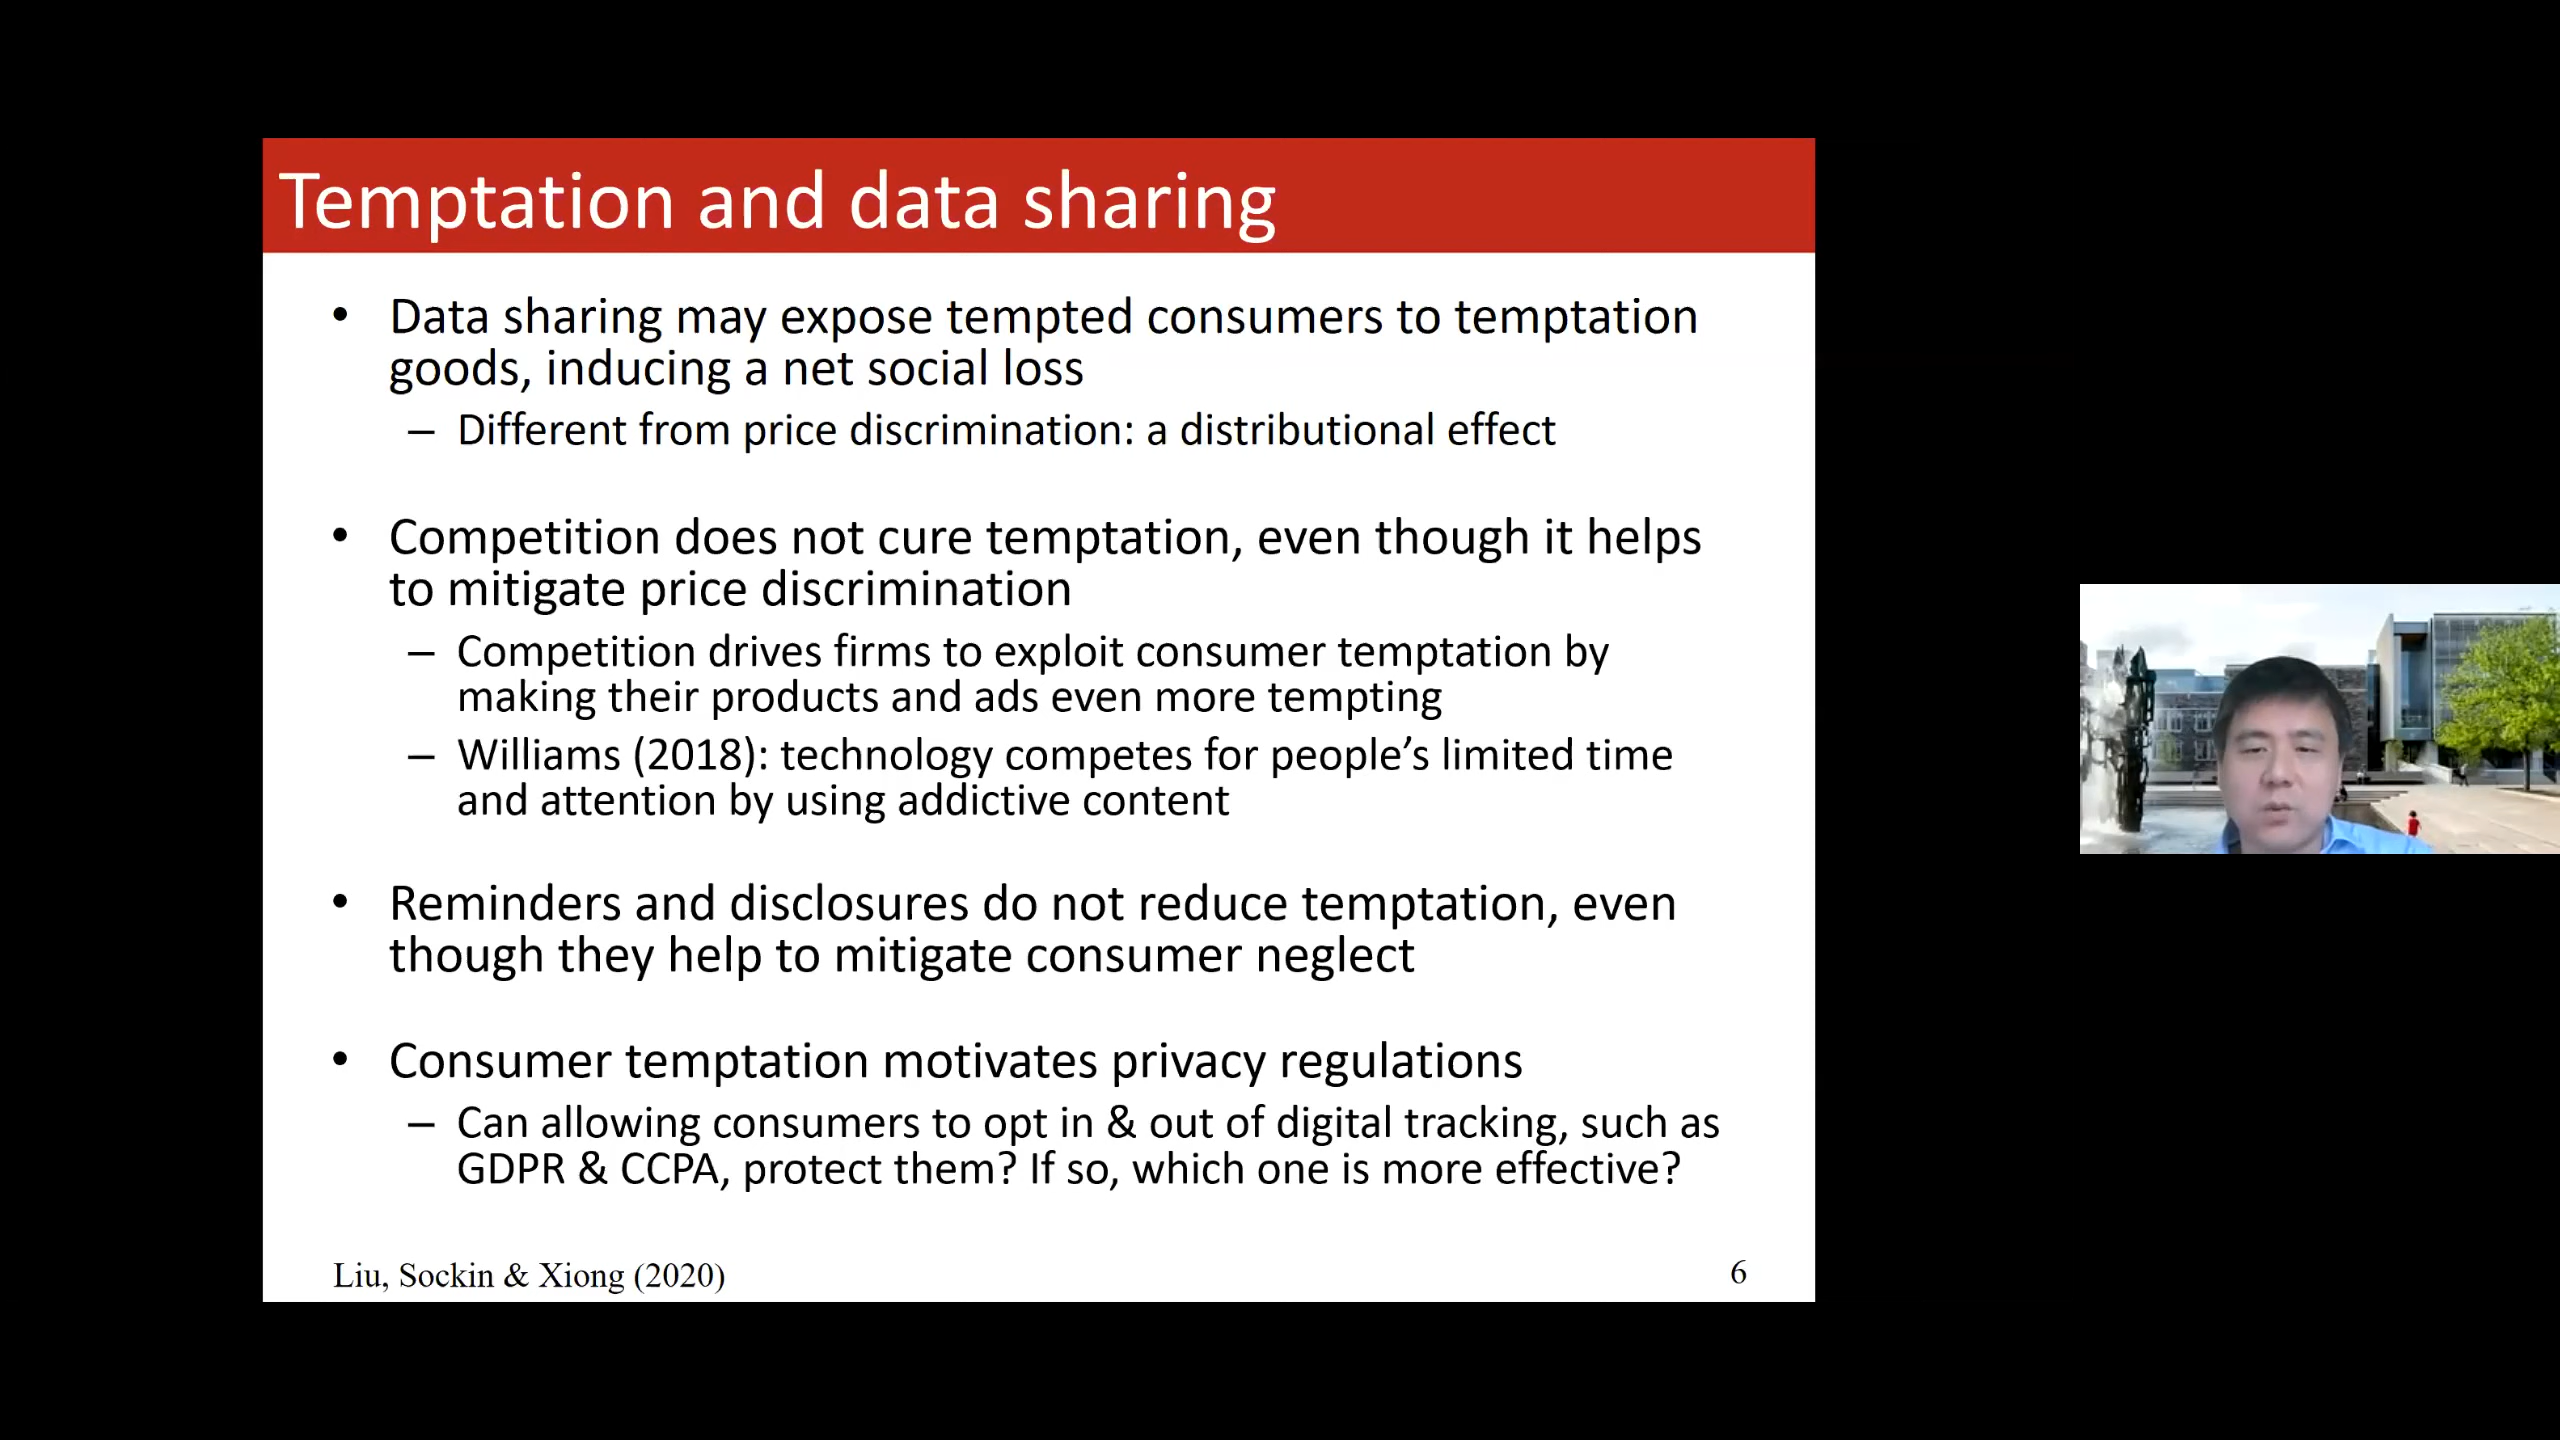 Temptation and data sharing
• Data sharing may expose tempted consumers to temptation
goods, inducing a net social loss
– Different from price discrimination: a distributional effect
• Competition does not cure temptation, even though it helps
to mitigate price discrimination
– Competition drives firms to exploit consumer temptation by
making their products and ads even more tempting
– Williams (2018): technology competes for people’s limited time
and attention by using addictive content
• Reminders and disclosures do not reduce temptation, even
though they help to mitigate consumer neglect
• Consumer temptation motivates privacy regulations
– Can allowing consumers to opt in & out of digital tracking, such as
GDPR & CCPA, protect them? If so, which one is more effective?
Liu, Sockin & Xiong (2020)
6